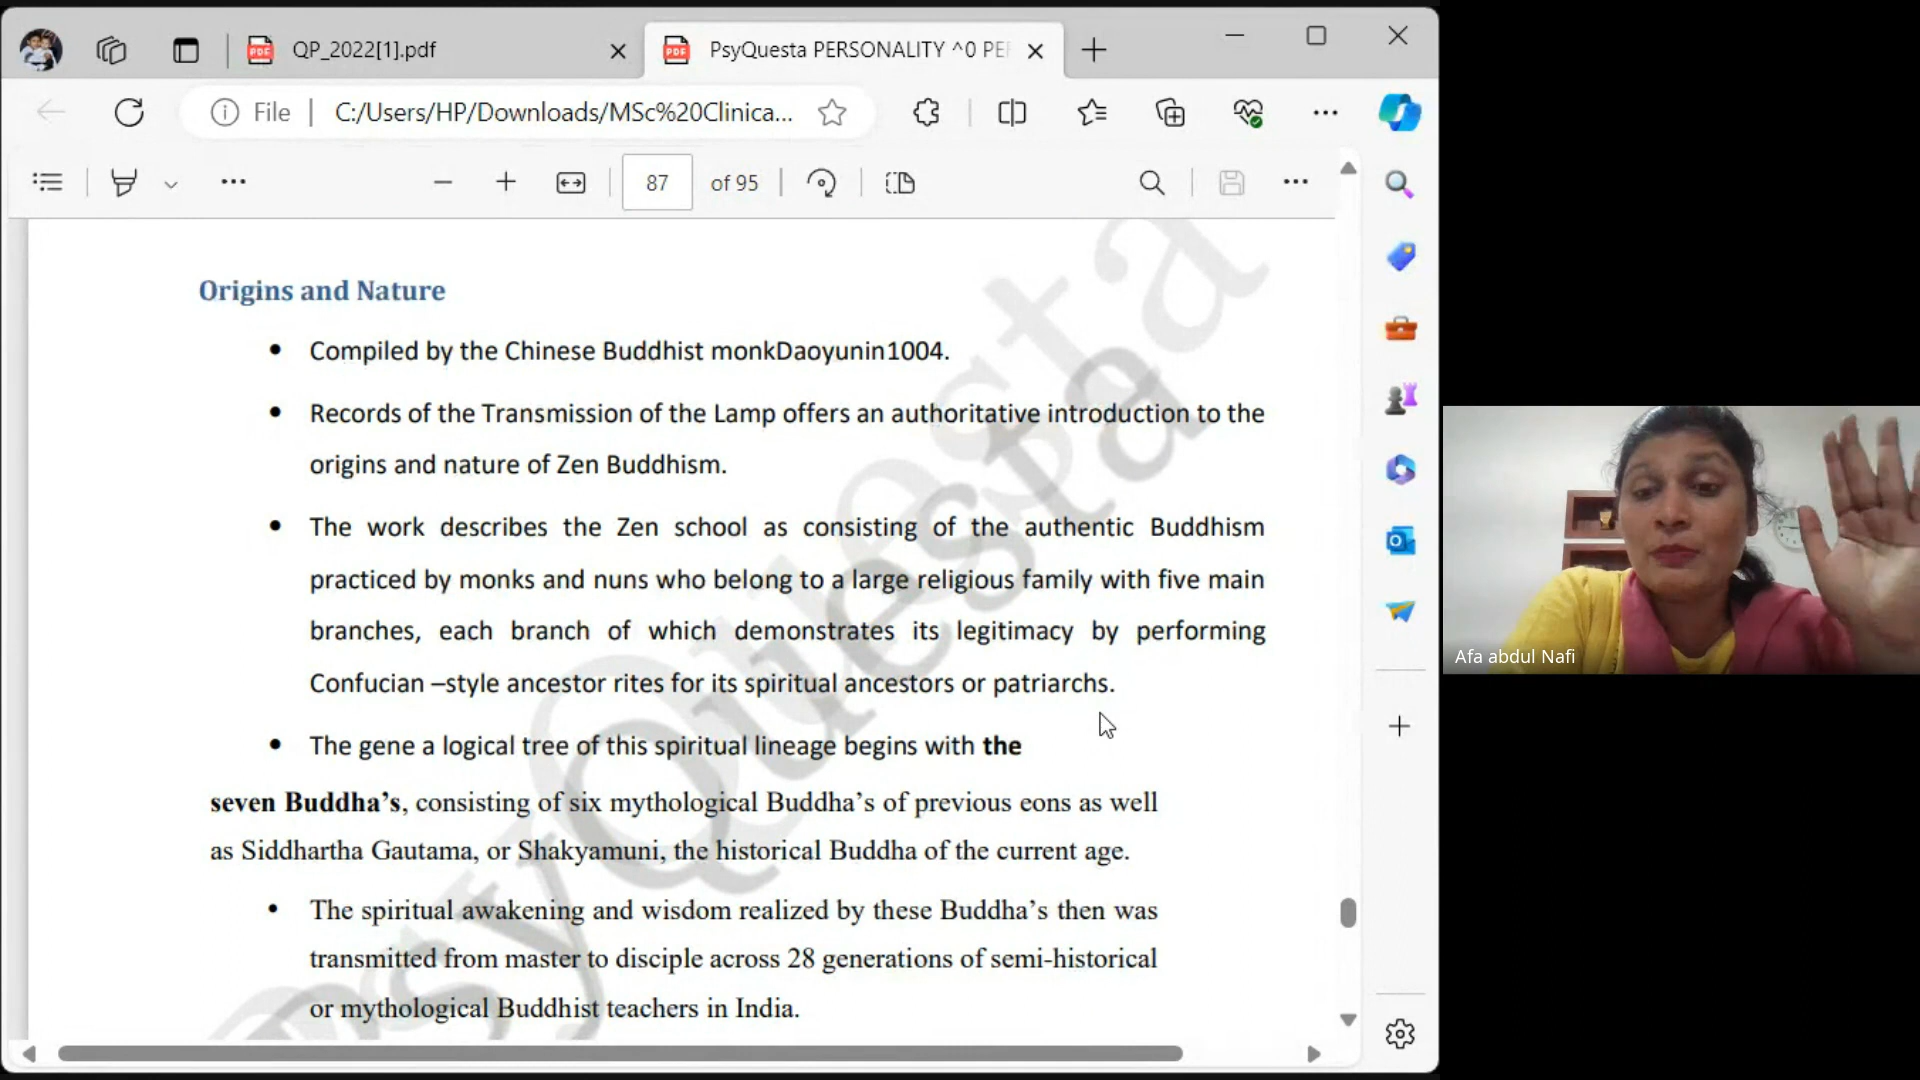 QP_2022[1].pdf
PsyQuesta PERSONALITY ^0 PE
File
C:/Users/HP/Downloads/MSc%20Clinica...
87 of 95
Origins and Nature
• Compiled by the Chinese Buddhist monkDaoyunin1004.
• Records of the Transmission of the Lamp offers an authoritative introduction to the
origins and nature of Zen Buddhism.
• The work describes the Zen school as consisting of the authentic Buddhism
practiced by monks and nuns who belong to a large religious family with five main
branches, each branch of which demonstrates its legitimacy by performing
Confucian –style ancestor rites for its spiritual ancestors or patriarchs.
• The gene a logical tree of this spiritual lineage begins with the
seven Buddha's, consisting of six mythological Buddha's of previous eons as well
as Siddhartha Gautama, or Shakyamuni, the historical Buddha of the current age.
• The spiritual awakening and wisdom realized by these Buddha's then was
transmitted from master to disciple across 28 generations of semi-historical
or mythological Buddhist teachers in India.
PsyQuesta
Afa abdul Nafi